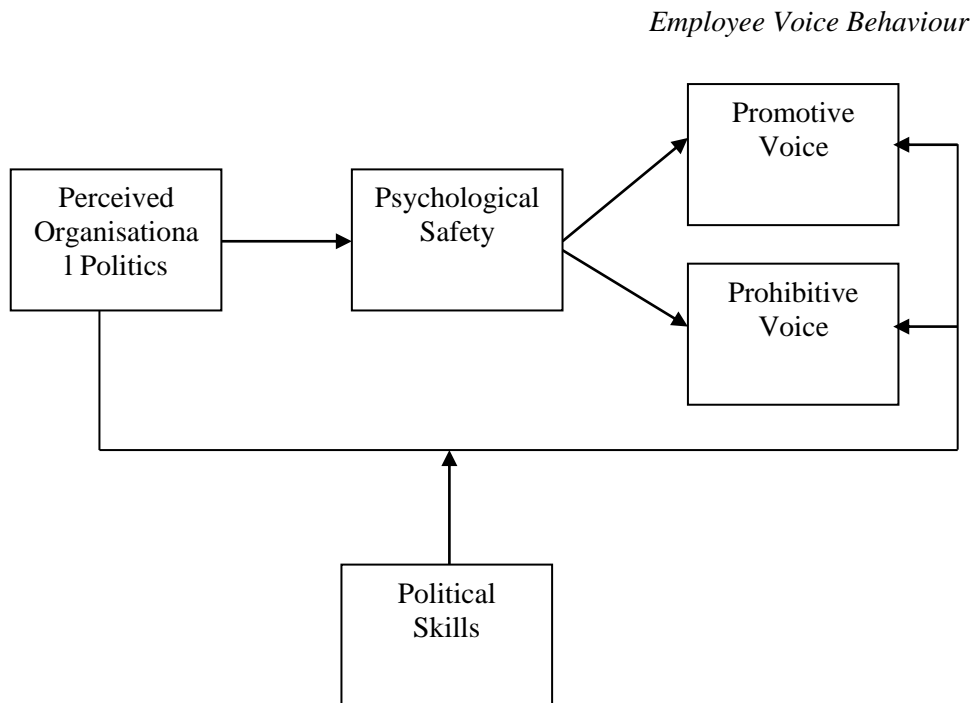 Employee Voice Behaviour
Promotive
Voice
Perceived
Organisationa
l Politics
Psychological
Safety
Prohibitive
Voice
Political
Skills